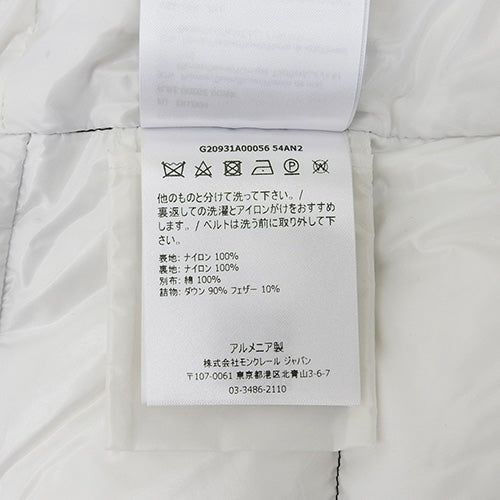 G20931A00056 54AN2
他のものと分けて洗って下さい。/
裏返しての洗濯とアイロンがけをおすすめ
します。/ ベルトは洗う前に取り外して下
さい。
表地: ナイロン 100%
裏地: ナイロン 100%
別布: 綿 100%
詰物: ダウン 90% フェザー 10%
アルメニア製
株式会社モンクレール ジャパン
〒107-0061 東京都港区北青山3-6-7
03-3486-2110